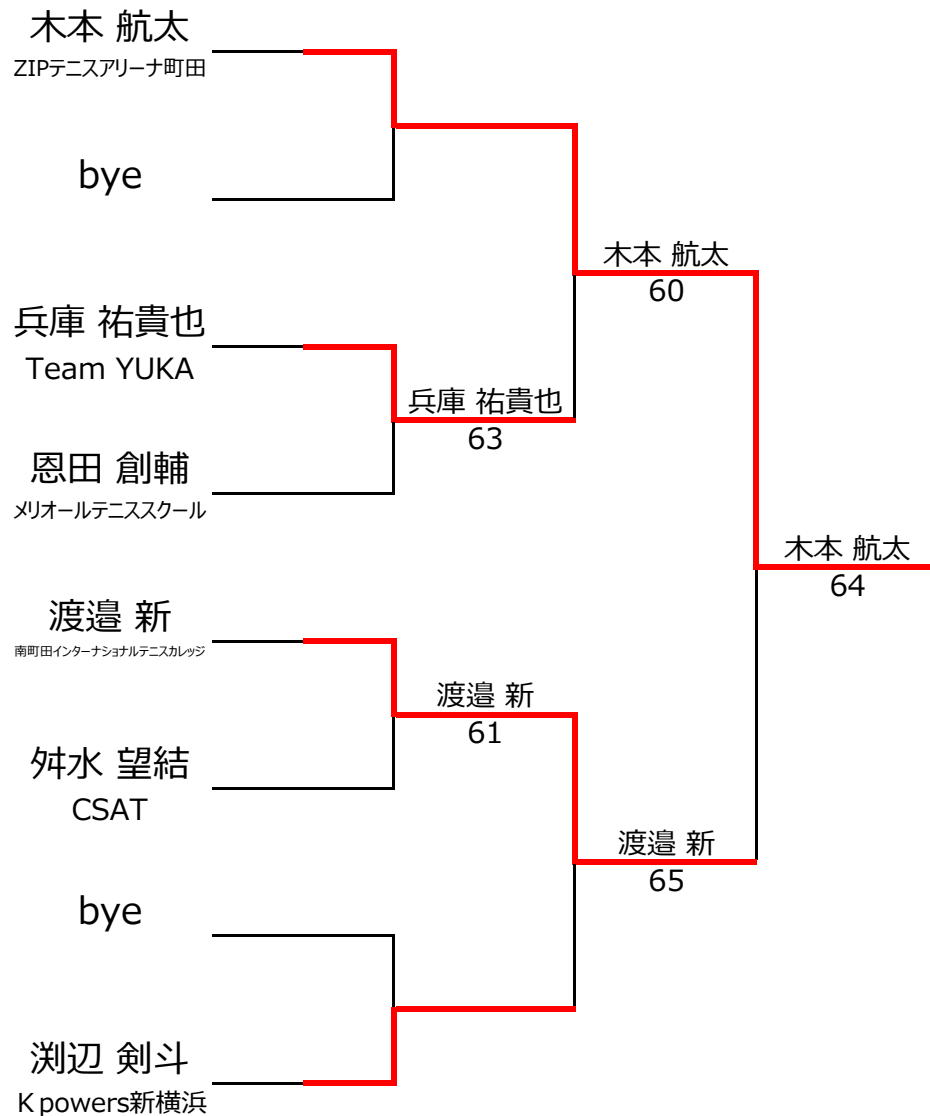 木本 航太
ZIPテニスアリーナ町田
bye
木本 航太
60
兵庫 祐貴也
Team YUKA
兵庫 祐貴也
63
恩田 創輔
メリオールテニススクール
木本 航太
64
渡邉 新
南町田インターナショナルテニスカレッジ
渡邉 新
61
舛水 望結
CSAT
渡邉 新
65
bye
渕辺 剣斗
K powers新横浜